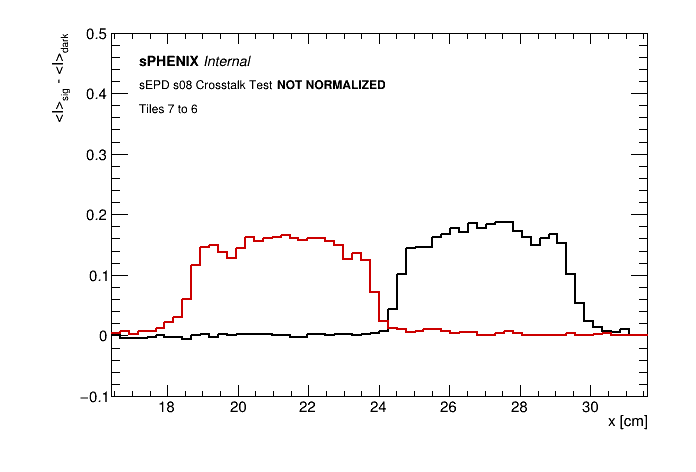 0.5
<I>sig - <I>dark
sPHENIX Internal
sEPD s08 Crosstalk Test NOT NORMALIZED
0.4
Tiles 7 to 6
0.3
0.2
0.1
0
−0.1
18 20 22 24 26 28 30
x [cm]